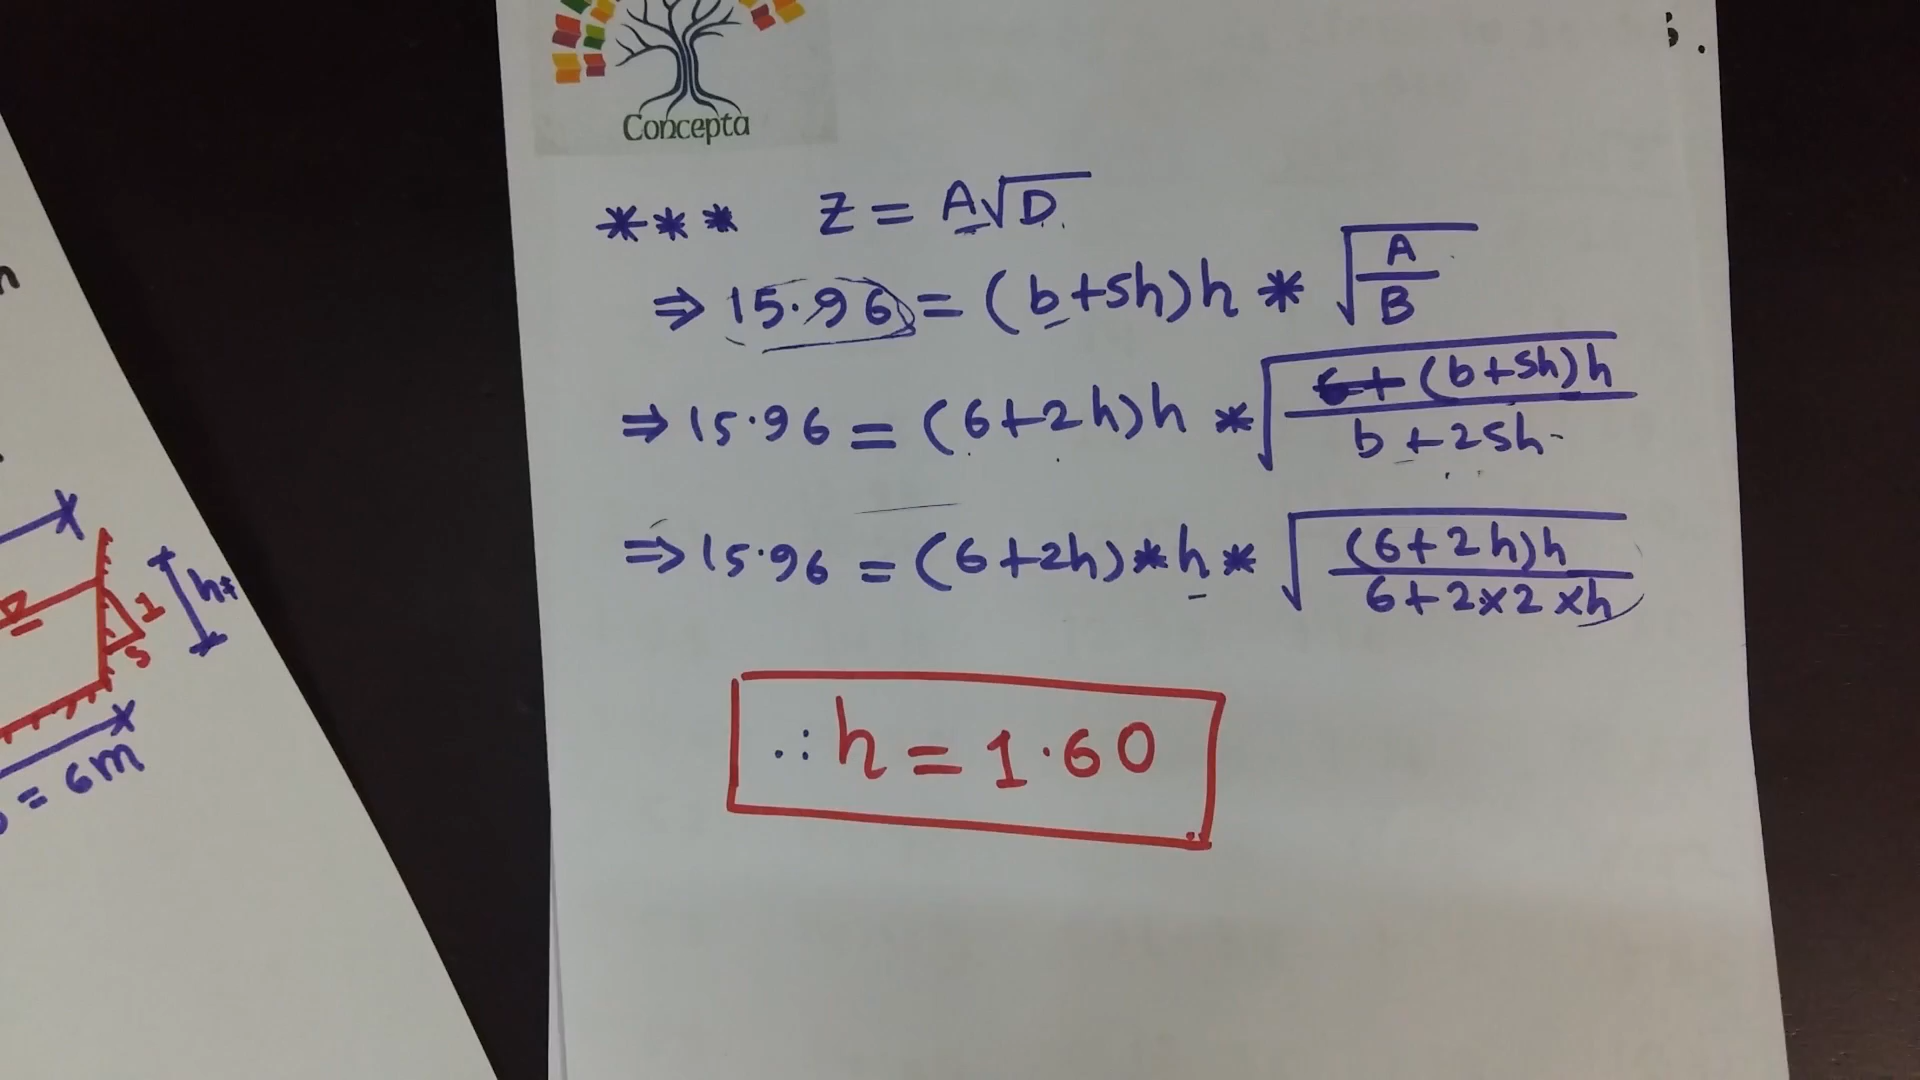 Concepta
*** Z = A√D
⇒ 15.96 = (b+sh)h * √(A/B)
⇒ 15.96 = (6+2h)h * √((b+sh)h / b+2sh)
⇒ 15.96 = (6+2h)*h* √((6+2h)h / 6+2×2×h)
∴ h = 1.60
1
s
= 6m